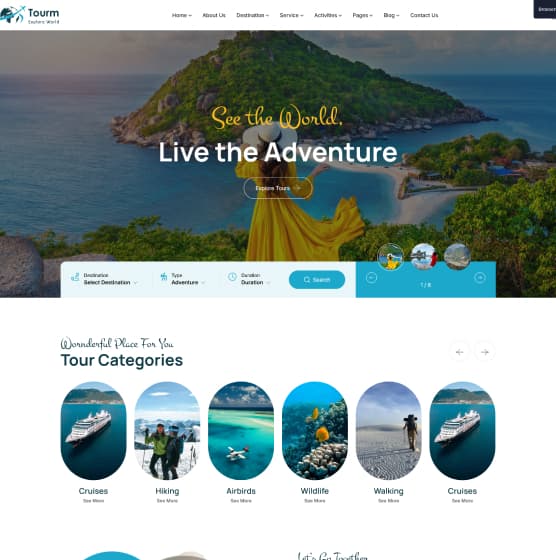 Tourm
Explore World
Home About Us Destination Service Activities Pages Blog Contact Us
Browser
See the World,
Live the Adventure
Explore Tours
Destination
Select Destination
Type
Adventure
Duration
Duration
Search
1 / 8
Wornderful Place For You
Tour Categories
Cruises Hiking Airbirds Wildlife Walking Cruises
See More See More See More See More See More See More
Let's Go Together